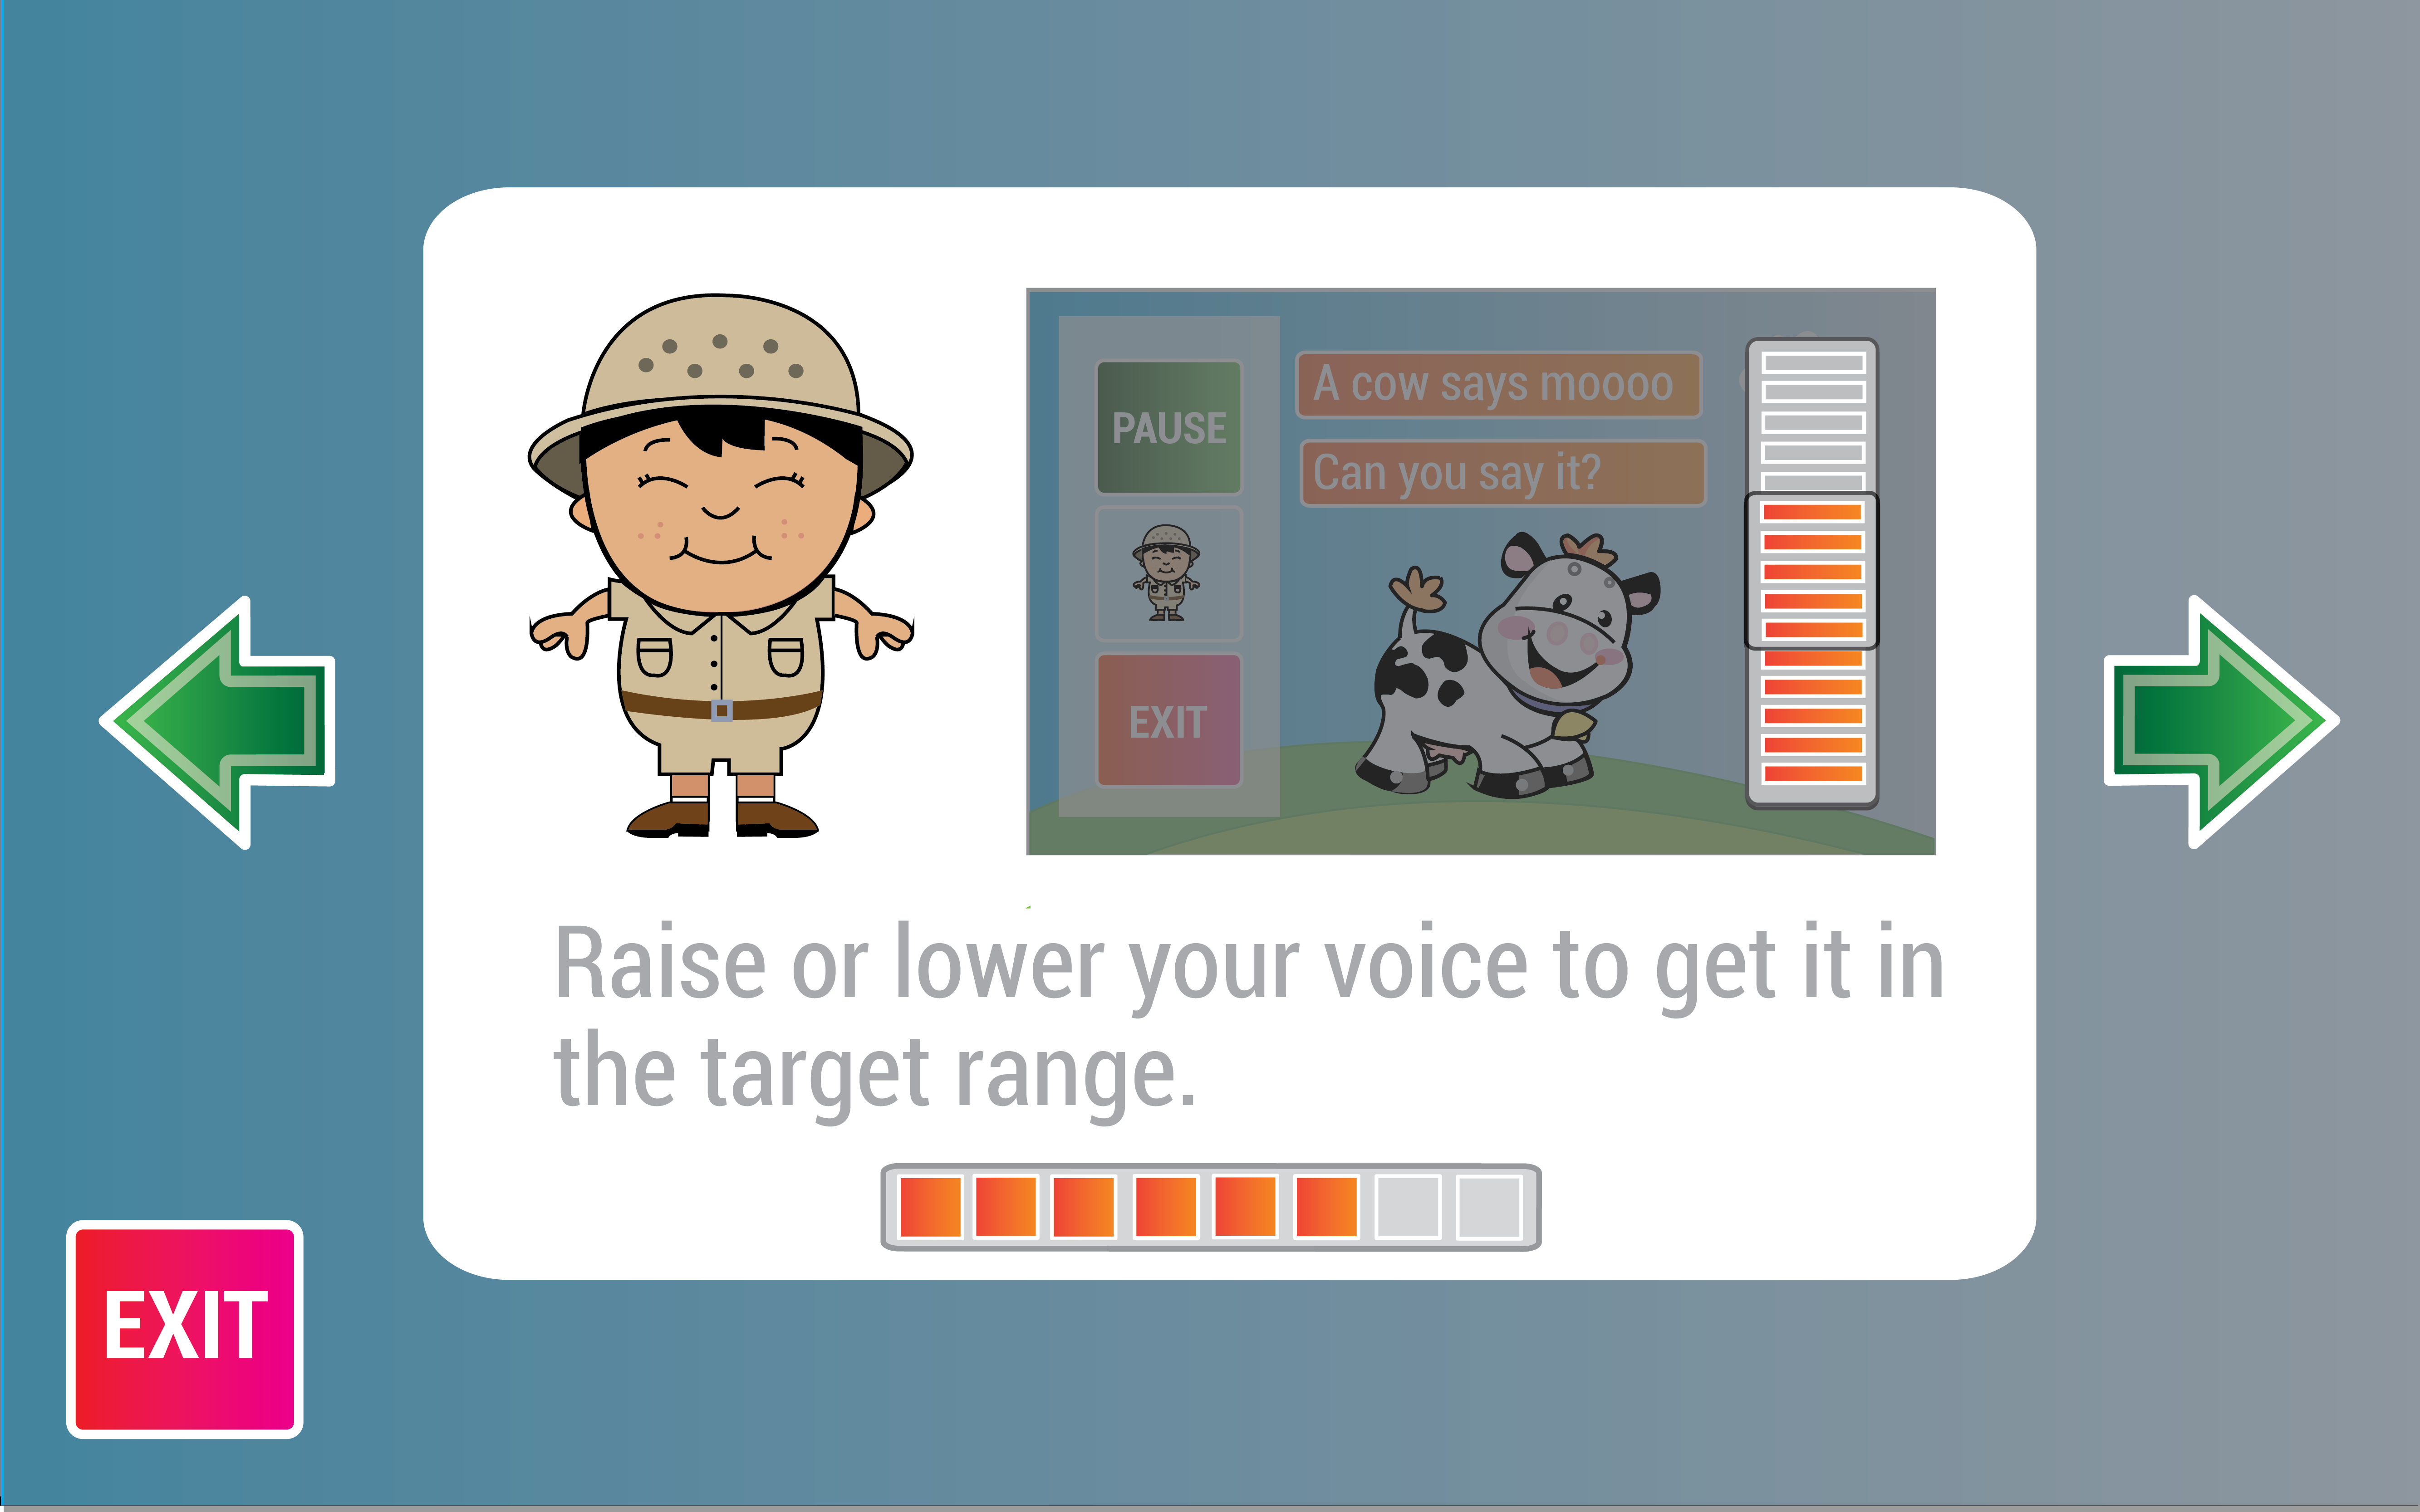 A cow says moooo
PAUSE
Can you say it?
EXIT
Raise or lower your voice to get it in
the target range.
EXIT